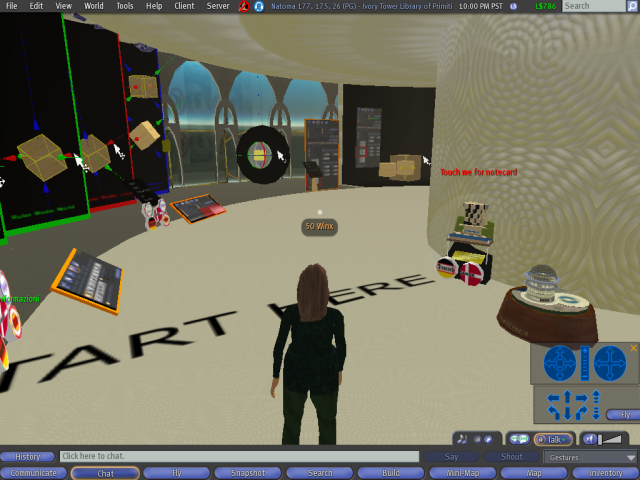 File Edit View World Tools Help Client Server Natoma 177, 175, 26 (PG) - Ivory Tower Library of Primiti 10:00 PM PST L$786 Search
Touch me for notecard
50 Winx
TART HERE
Fly
Talk
History Click here to chat. Say Shout Gestures
Communicate Chat Fly Snapshot Search Build Mini-Map Map Inventory